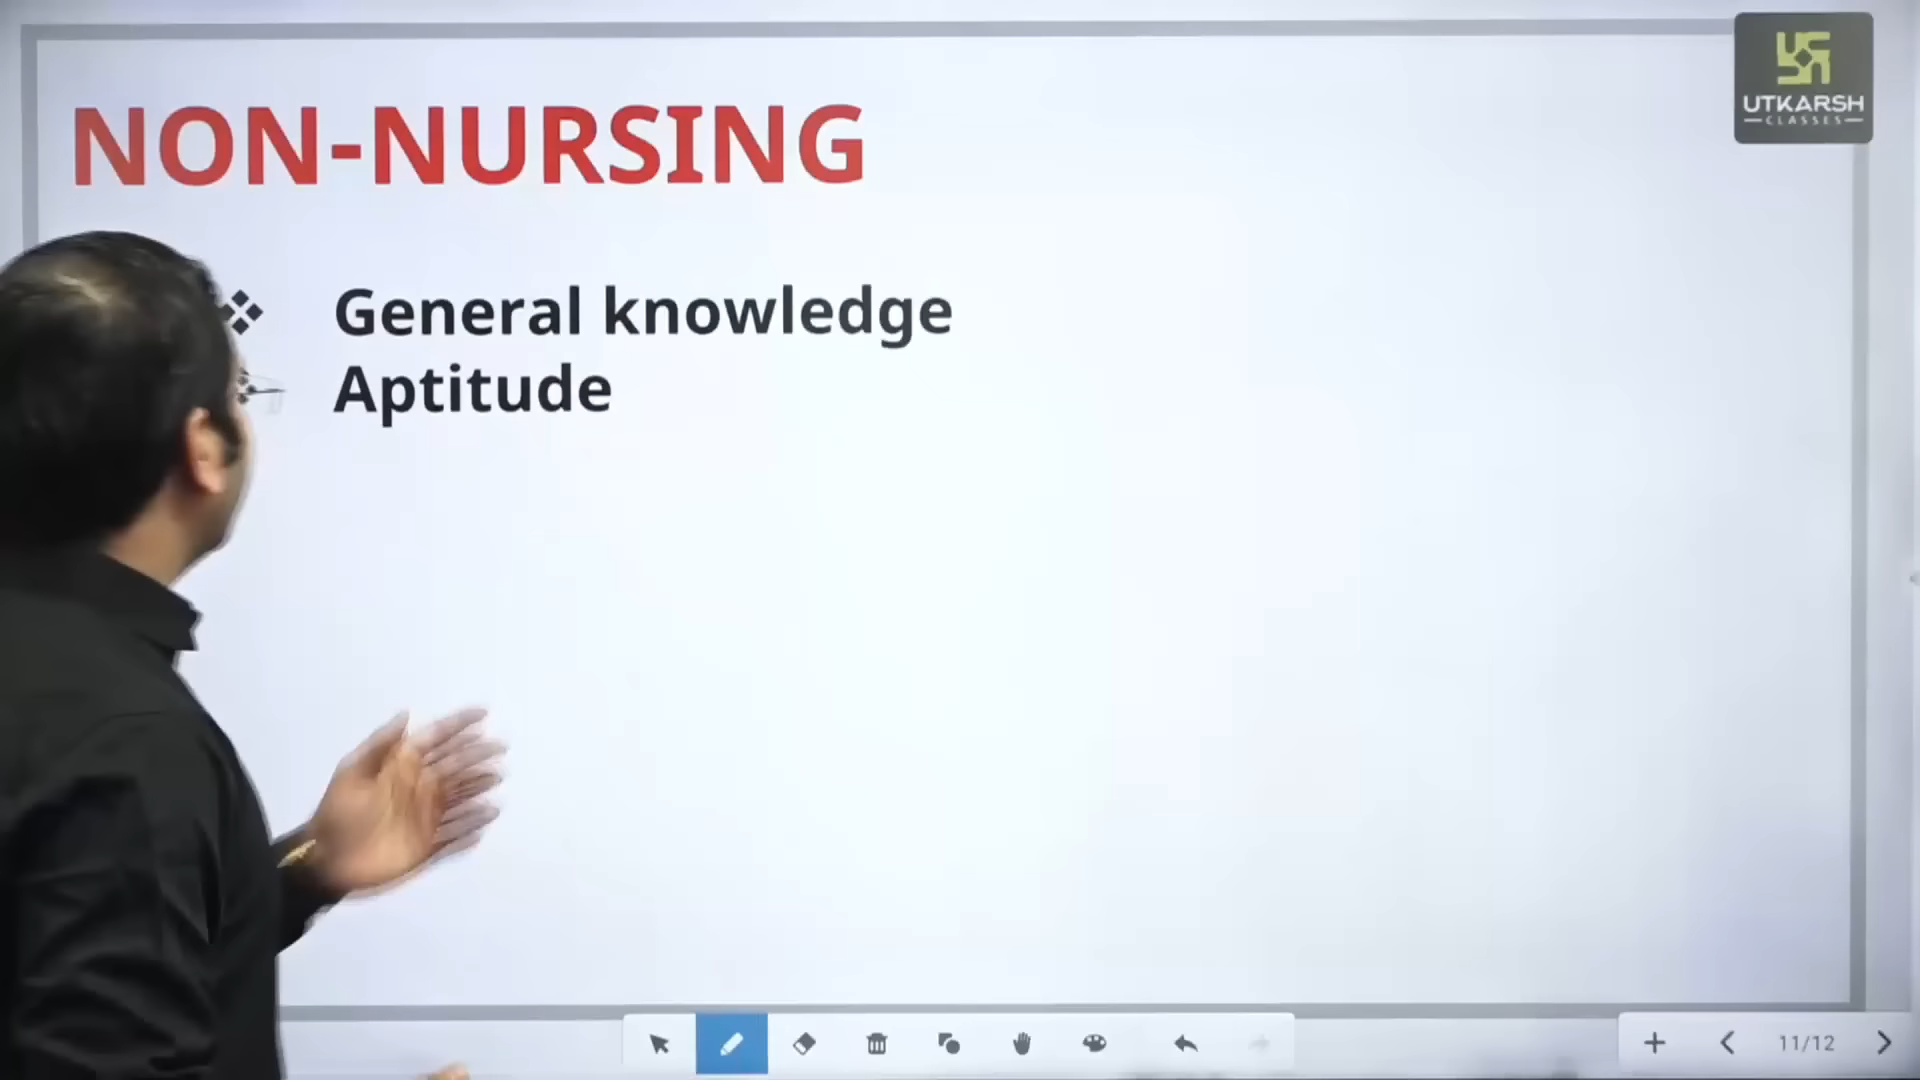 NON-NURSING
UTKARSH
CLASSES
General knowledge
Aptitude
11/12